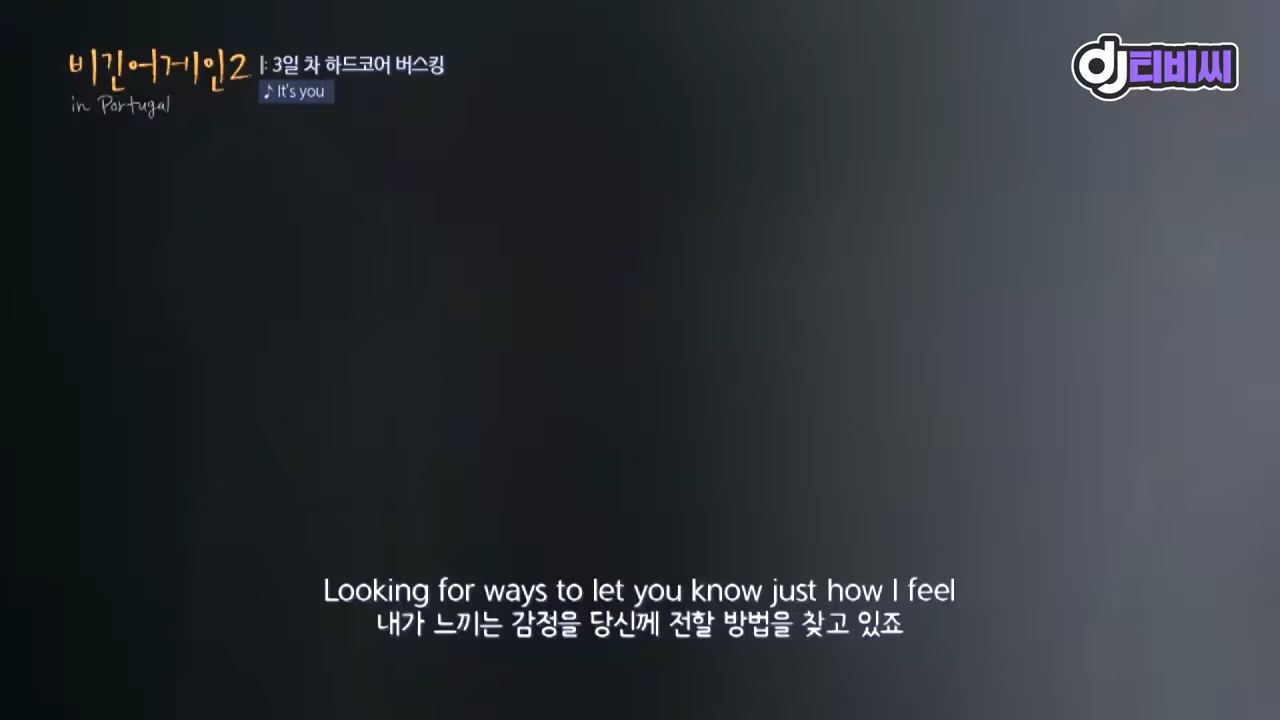 비긴어게인2
in Portugal
3일 차 하드코어 버스킹
♪ It's you
dj티비씨
Looking for ways to let you know just how I feel
내가 느끼는 감정을 당신께 전할 방법을 찾고 있죠